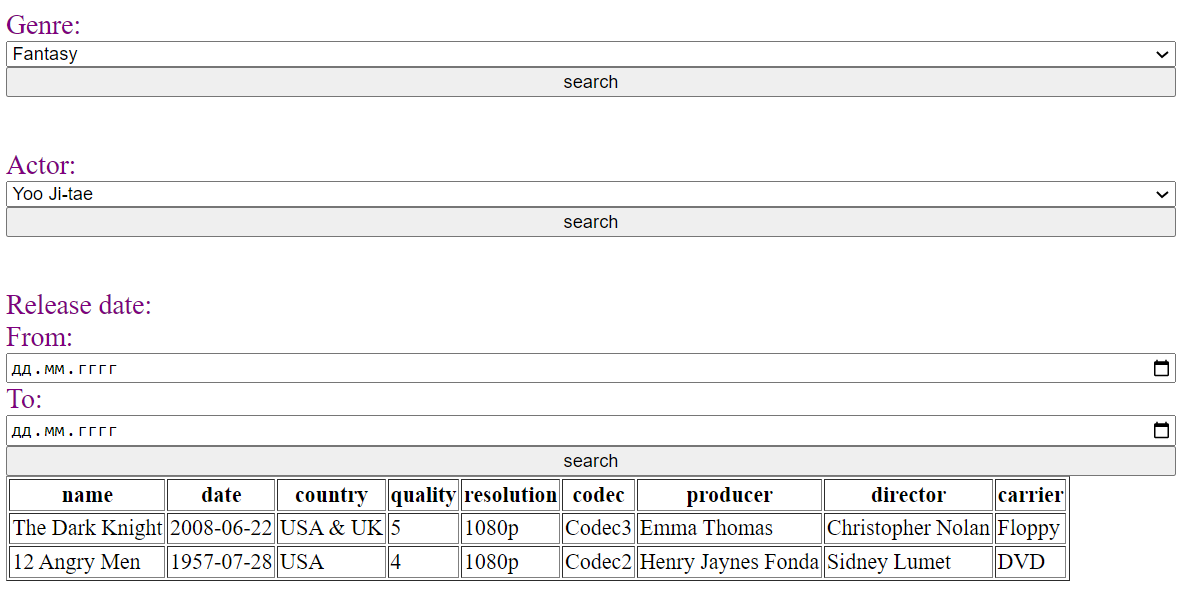 Genre:
Fantasy
search
Actor:
Yoo Ji-tae
search
Release date:
From:
дд.мм.гггг
To:
дд.мм.гггг
search
name date country quality resolution codec producer director carrier
The Dark Knight 2008-06-22 USA & UK 5 1080p Codec3 Emma Thomas Christopher Nolan Floppy
12 Angry Men 1957-07-28 USA 4 1080p Codec2 Henry Jaynes Fonda Sidney Lumet DVD